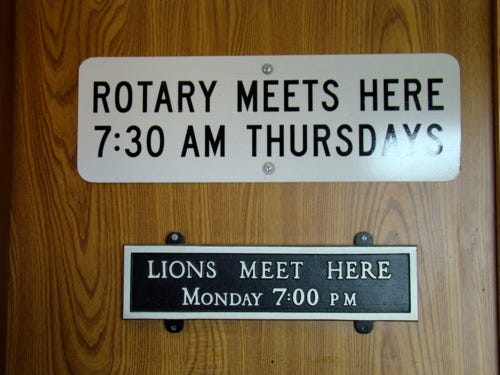 ROTARY MEETS HERE
7:30 AM THURSDAYS
LIONS MEET HERE
MONDAY 7:00 PM